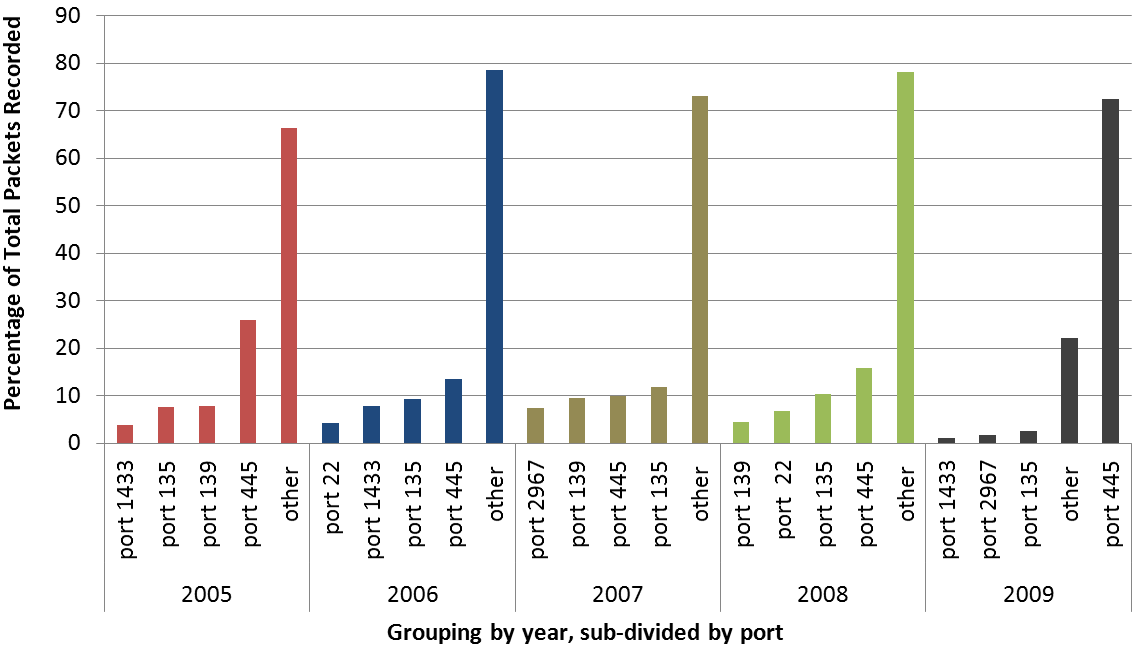 Percentage of Total Packets Recorded
90
80
70
60
50
40
30
20
10
0
port 1433
port 135
port 139
port 445
other
port 22
port 1433
port 135
port 445
other
port 2967
port 139
port 445
port 135
other
port 139
port 22
port 135
port 445
other
port 1433
port 2967
port 135
other
port 445
2005
2006
2007
2008
2009
Grouping by year, sub-divided by port